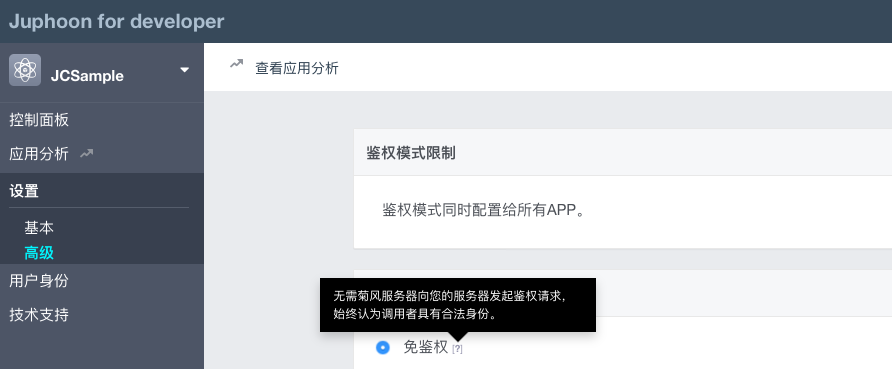 Juphoon for developer
JCSample
查看应用分析
控制面板
应用分析
设置
基本
高级
用户身份
技术支持
鉴权模式限制
鉴权模式同时配置给所有APP。
无需菊风服务器向您的服务器发起鉴权请求，
始终认为调用者具有合法身份。
免鉴权 [?]